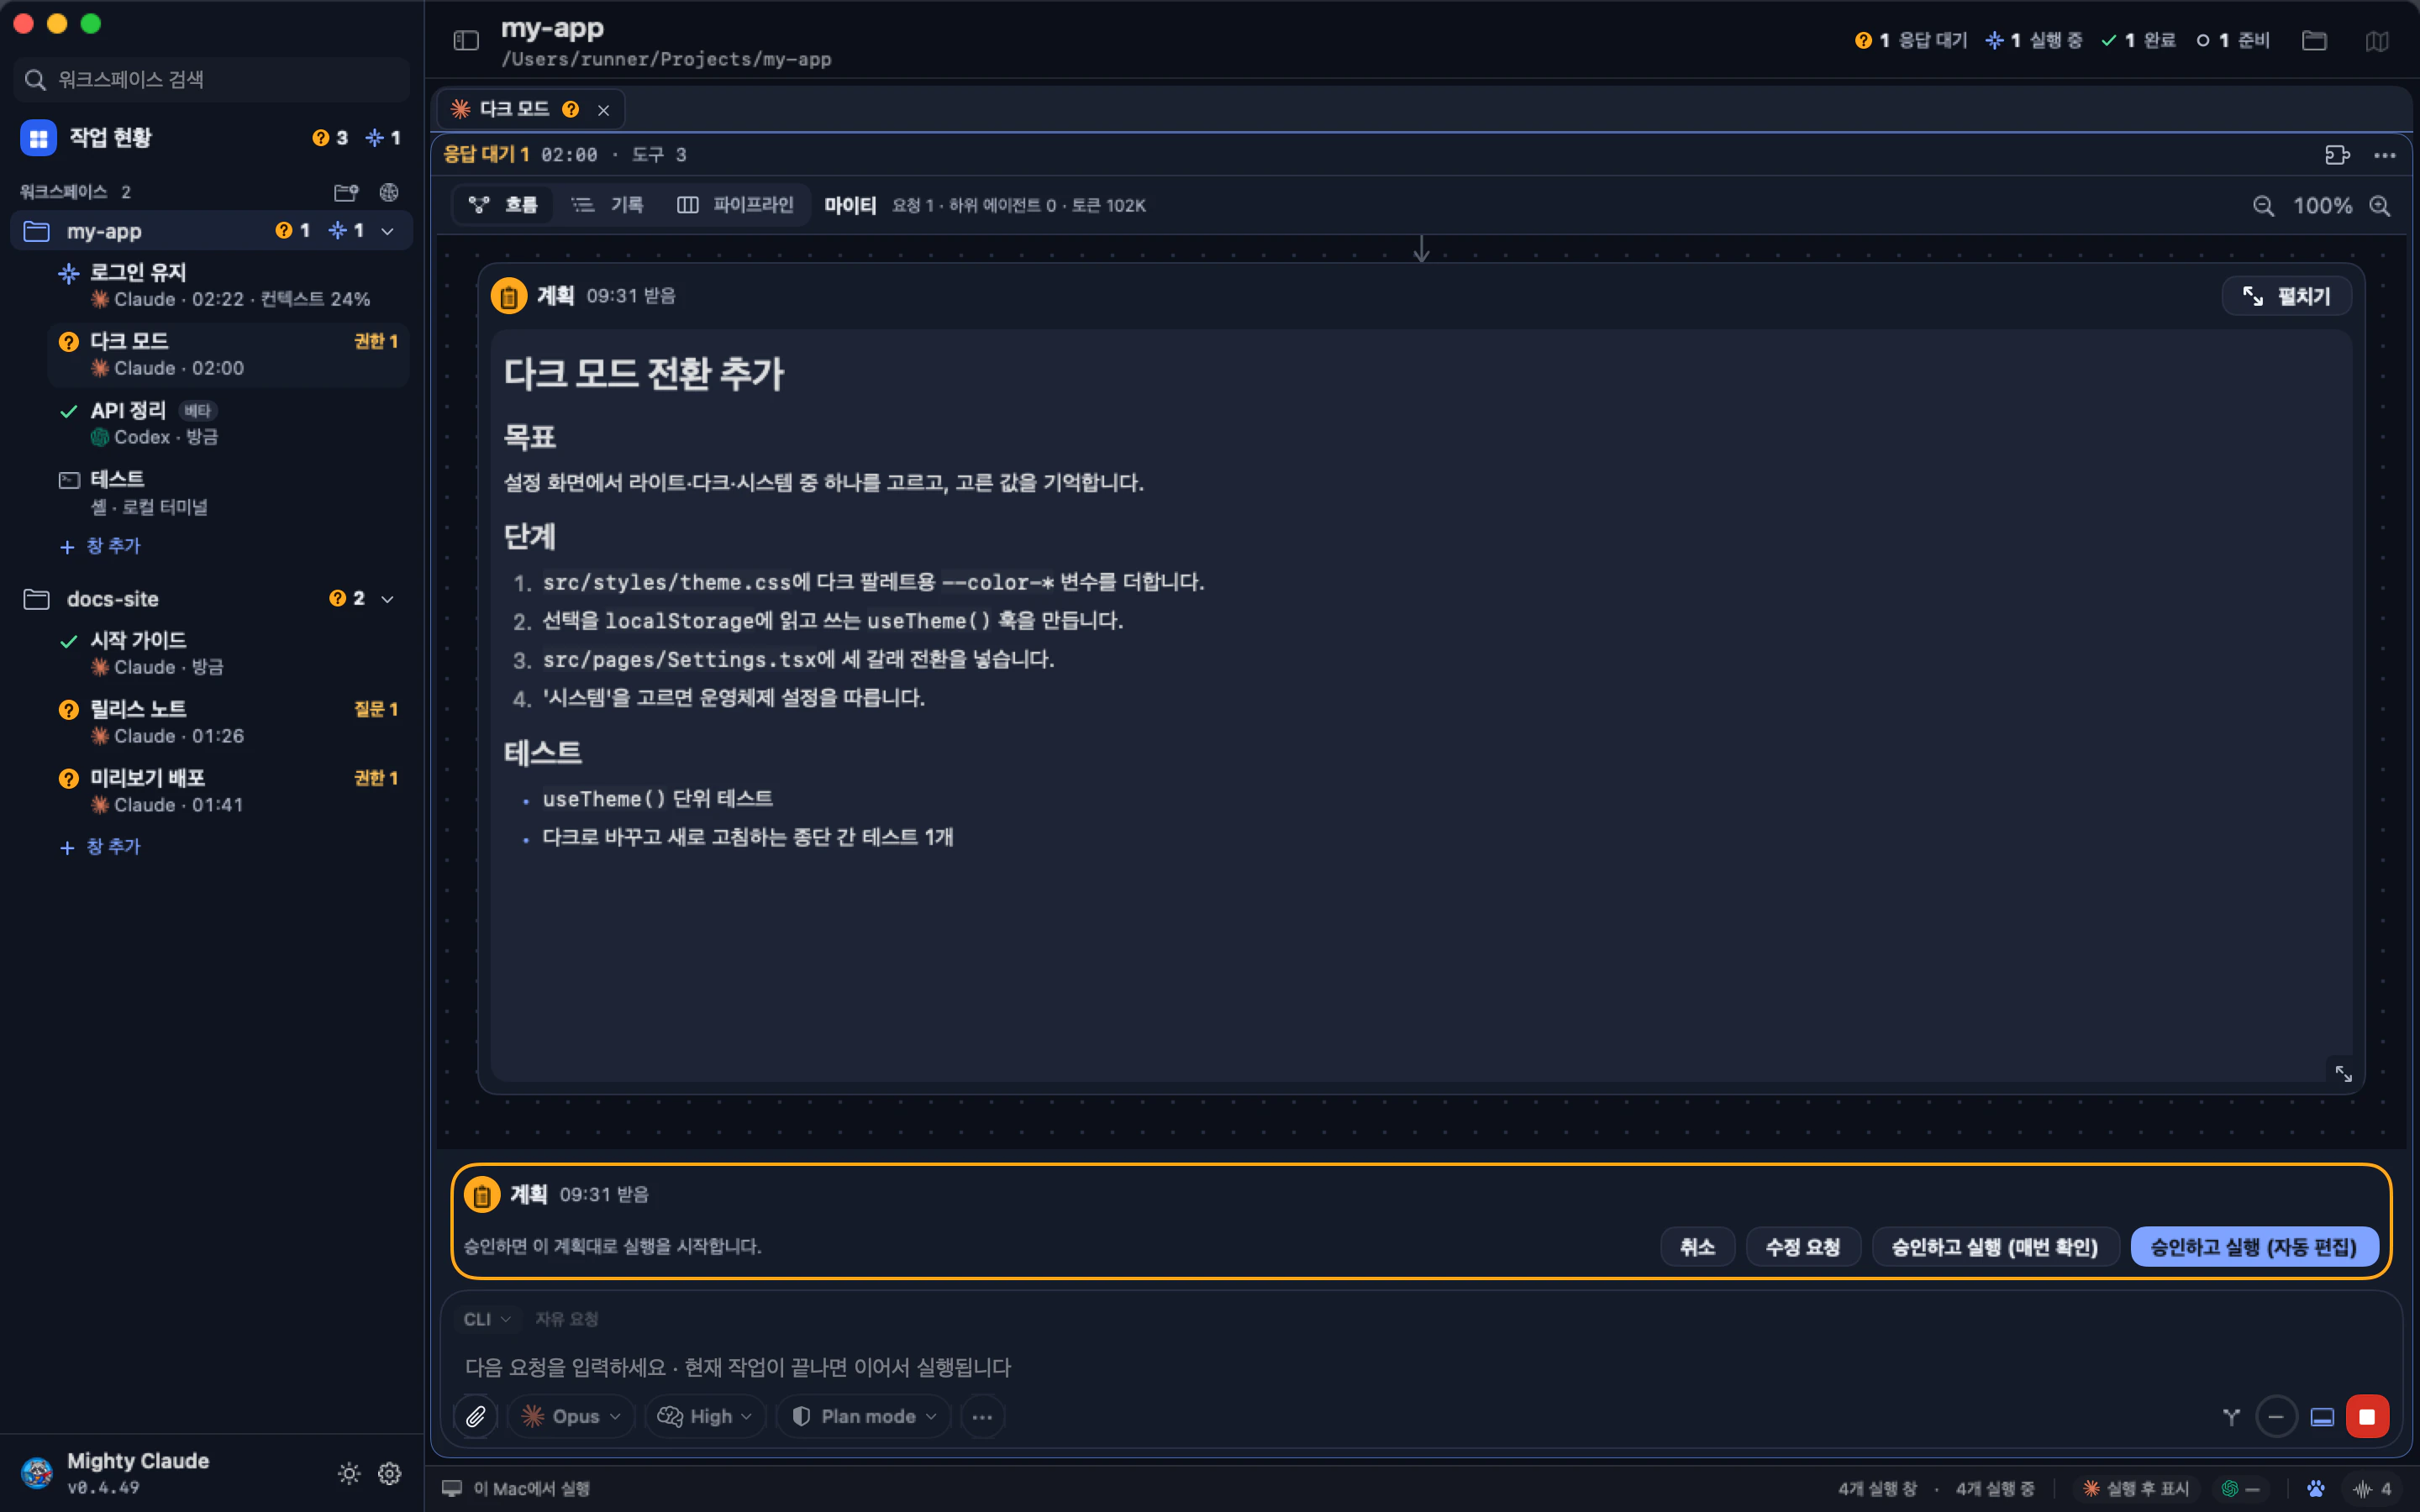 워크스페이스 검색
작업 현황 3 1
워크스페이스 2
my-app 1 1
로그인 유지
Claude · 02:22 · 컨텍스트 24%
다크 모드 권한 1
Claude · 02:00
API 정리 베타
Codex · 방금
테스트
셸 · 로컬 터미널
+ 창 추가
docs-site 2
시작 가이드
Claude · 방금
릴리스 노트 질문 1
Claude · 01:26
미리보기 배포 권한 1
Claude · 01:41
+ 창 추가
Mighty Claude
v0.4.49
my-app
/Users/runner/Projects/my-app
1 응답 대기 1 실행 중 1 완료 1 준비
다크 모드
응답 대기 1 02:00 · 도구 3
흐름 기록 파이프라인 마이티 요청 1 · 하위 에이전트 0 · 토큰 102K
100%
계획 09:31 받음
펼치기
다크 모드 전환 추가
목표
설정 화면에서 라이트·다크·시스템 중 하나를 고르고, 고른 값을 기억합니다.
단계
1. src/styles/theme.css에 다크 팔레트용 --color-* 변수를 더합니다.
2. 선택을 localStorage에 읽고 쓰는 useTheme() 훅을 만듭니다.
3. src/pages/Settings.tsx에 세 갈래 전환을 넣습니다.
4. '시스템'을 고르면 운영체제 설정을 따릅니다.
테스트
• useTheme() 단위 테스트
• 다크로 바꾸고 새로 고침하는 종단 간 테스트 1개
계획 09:31 받음
승인하면 이 계획대로 실행을 시작합니다.
취소 수정 요청 승인하고 실행 (매번 확인) 승인하고 실행 (자동 편집)
CLI 자유 요청
다음 요청을 입력하세요 · 현재 작업이 끝나면 이어서 실행됩니다
Opus High Plan mode
이 Mac에서 실행
4개 실행 창 · 4개 실행 중 실행 후 표시 — 4